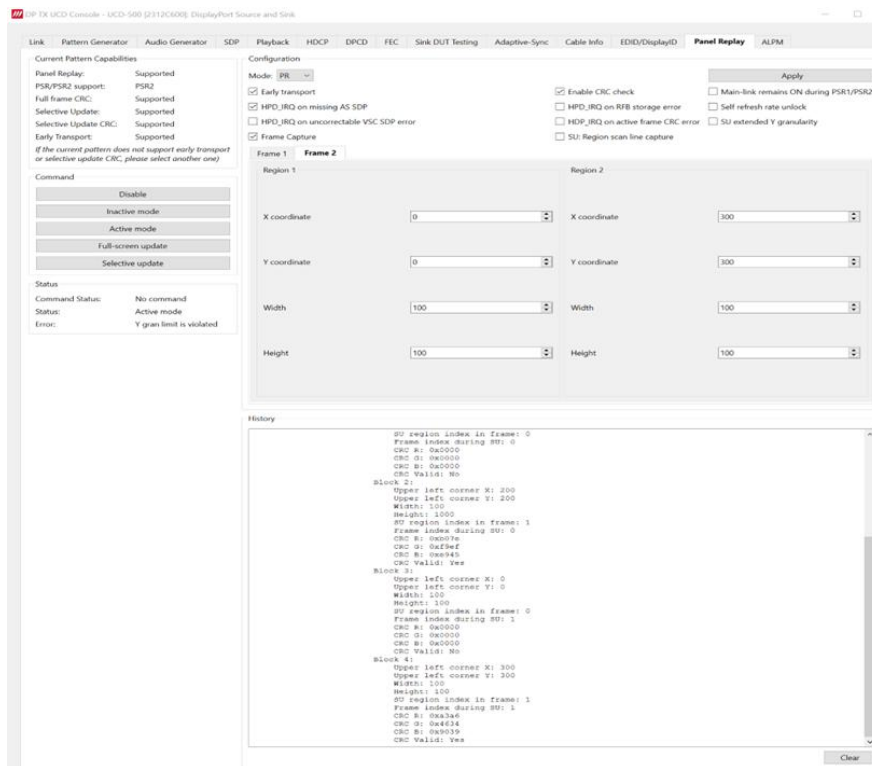 DP TX UCD Console - UCD-500 [2312C600]: DisplayPort Source and Sink
Link Pattern Generator Audio Generator SDP Playback HDCP DPCD FEC Sink DUT Testing Adaptive-Sync Cable Info EDID/DisplayID Panel Replay ALPM
Current Pattern Capabilities
Panel Replay: Supported
PSR/PSR2 support: PSR2
Full frame CRC: Supported
Selective Update: Supported
Selective Update CRC: Supported
Early Transport: Supported
If the current pattern does not support early transport
or selective update CRC, please select another one)
Command
Disable
Inactive mode
Active mode
Full-screen update
Selective update
Status
Command Status: No command
Status: Active mode
Error: Y gran limit is violated
Configuration
Mode: PR
Apply
Early transport
Enable CRC check
Main-link remains ON during PSR1/PSR2
HPD_IRQ on missing AS SDP
HPD_IRQ on RFB storage error
Self refresh rate unlock
HPD_IRQ on uncorrectable VSC SDP error
HDP_IRQ on active frame CRC error
SU extended Y granularity
Frame Capture
SU: Region scan line capture
Frame 1 Frame 2
Region 1 Region 2
X coordinate 0 X coordinate 300
Y coordinate 0 Y coordinate 300
Width 100 Width 100
Height 100 Height 100
History
SU region index in frame: 0
Frame index during SU: 0
CRC R: 0x0000
CRC G: 0x0000
CRC B: 0x0000
CRC Valid: No
Block 2:
Upper left corner X: 200
Upper left corner Y: 200
Width: 100
Height: 1000
SU region index in frame: 1
Frame index during SU: 0
CRC R: 0xb07e
CRC G: 0xf9ef
CRC B: 0xe945
CRC Valid: Yes
Block 3:
Upper left corner X: 0
Upper left corner Y: 0
Width: 100
Height: 100
SU region index in frame: 0
Frame index during SU: 1
CRC R: 0x0000
CRC G: 0x0000
CRC B: 0x0000
CRC Valid: No
Block 4:
Upper left corner X: 300
Upper left corner Y: 300
Width: 100
Height: 100
SU region index in frame: 1
Frame index during SU: 1
CRC R: 0xa3a6
CRC G: 0x4634
CRC B: 0x9039
CRC Valid: Yes
Clear